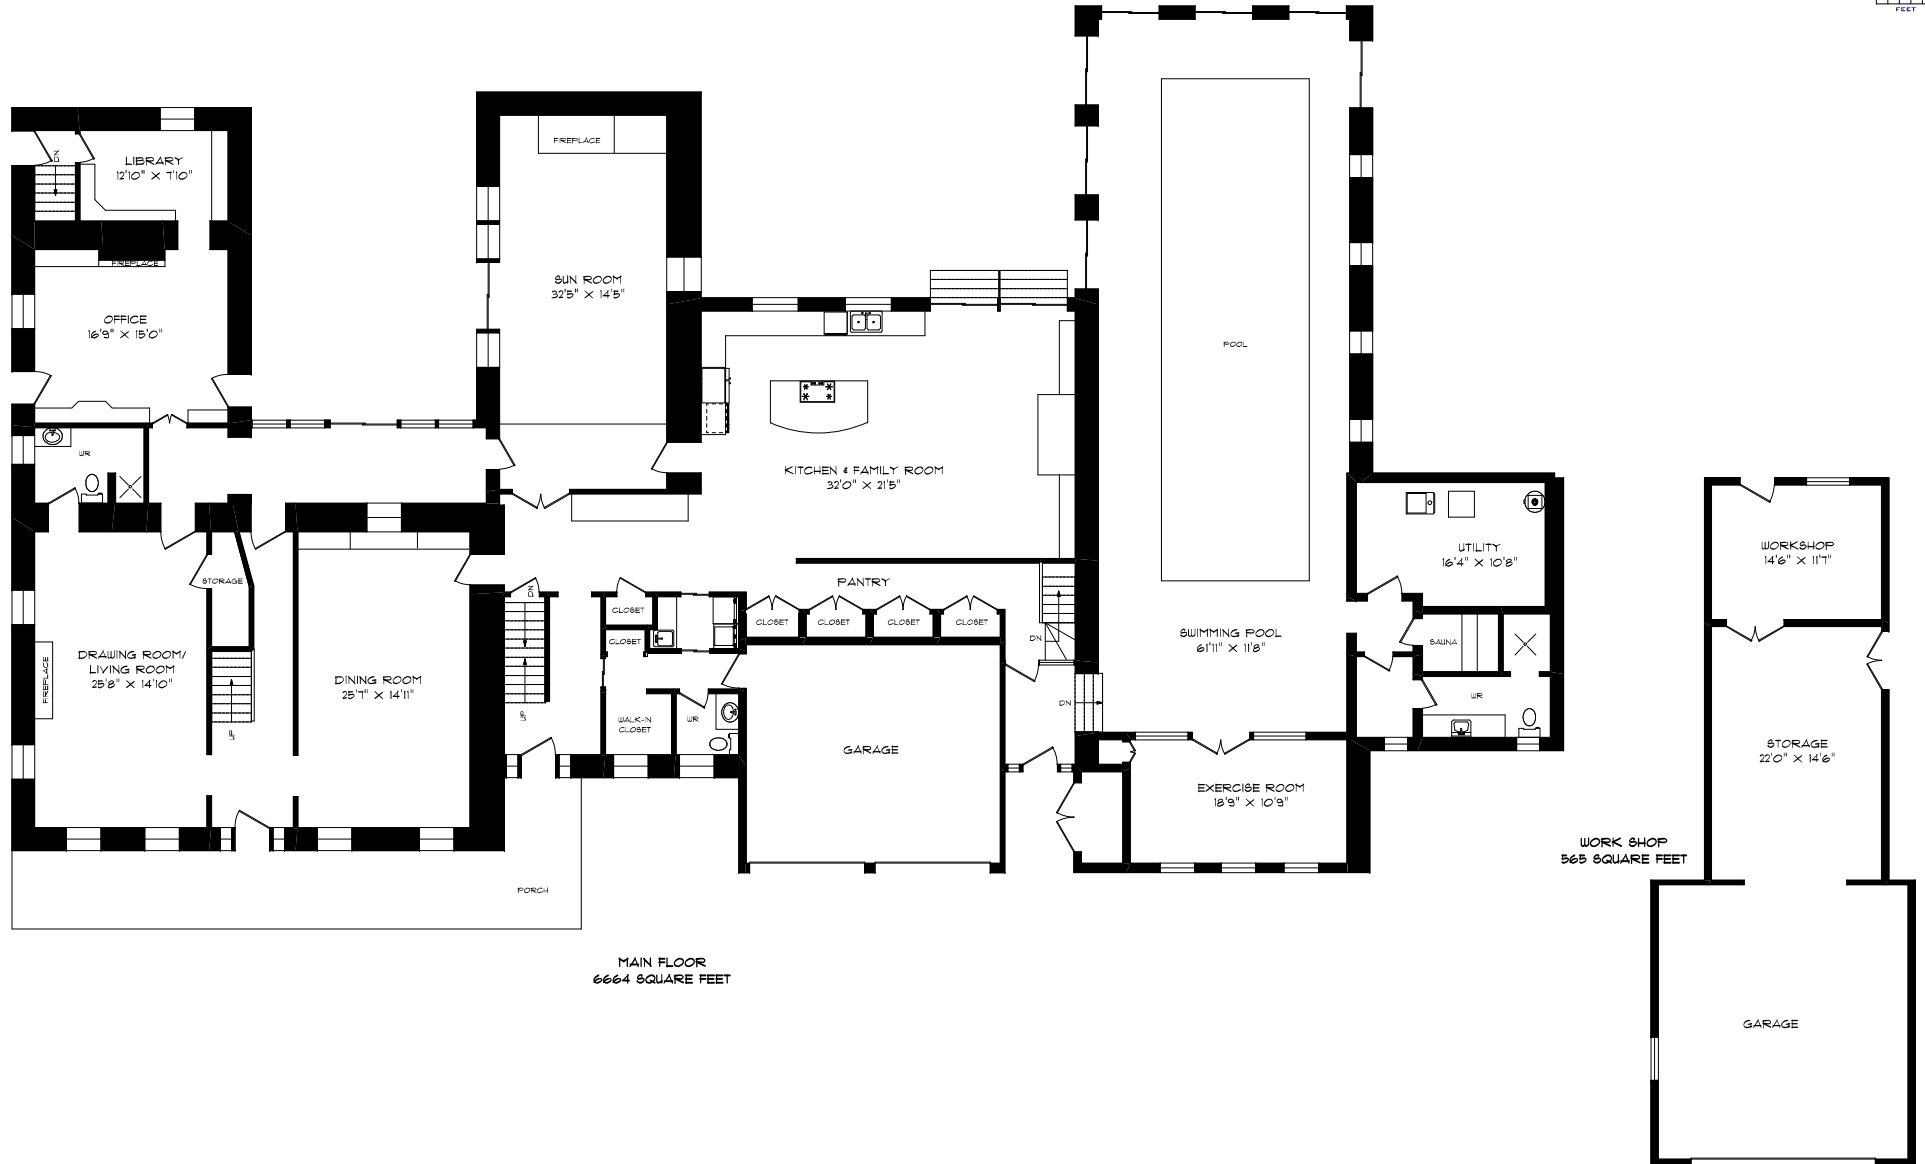 FEET
DN
LIBRARY
12'10" X 7'10"
FIREPLACE
OFFICE
16'9" X 15'0"
WR
FIREPLACE
SUN ROOM
32'5" X 14'5"
KITCHEN & FAMILY ROOM
32'0" X 21'5"
POOL
STORAGE
DRAWING ROOM/
LIVING ROOM
25'8" X 14'10"
FIREPLACE
UP
DINING ROOM
25'7" X 14'11"
DN
UP
CLOSET
CLOSET
WALK-IN
CLOSET
WR
PANTRY
CLOSET
CLOSET
CLOSET
CLOSET
DN
DN
GARAGE
SWIMMING POOL
61'11" X 11'8"
EXERCISE ROOM
18'9" X 10'9"
UTILITY
16'4" X 10'8"
SAUNA
WR
PORCH
MAIN FLOOR
6664 SQUARE FEET
WORKSHOP
14'6" X 11'7"
STORAGE
22'0" X 14'6"
WORK SHOP
565 SQUARE FEET
GARAGE